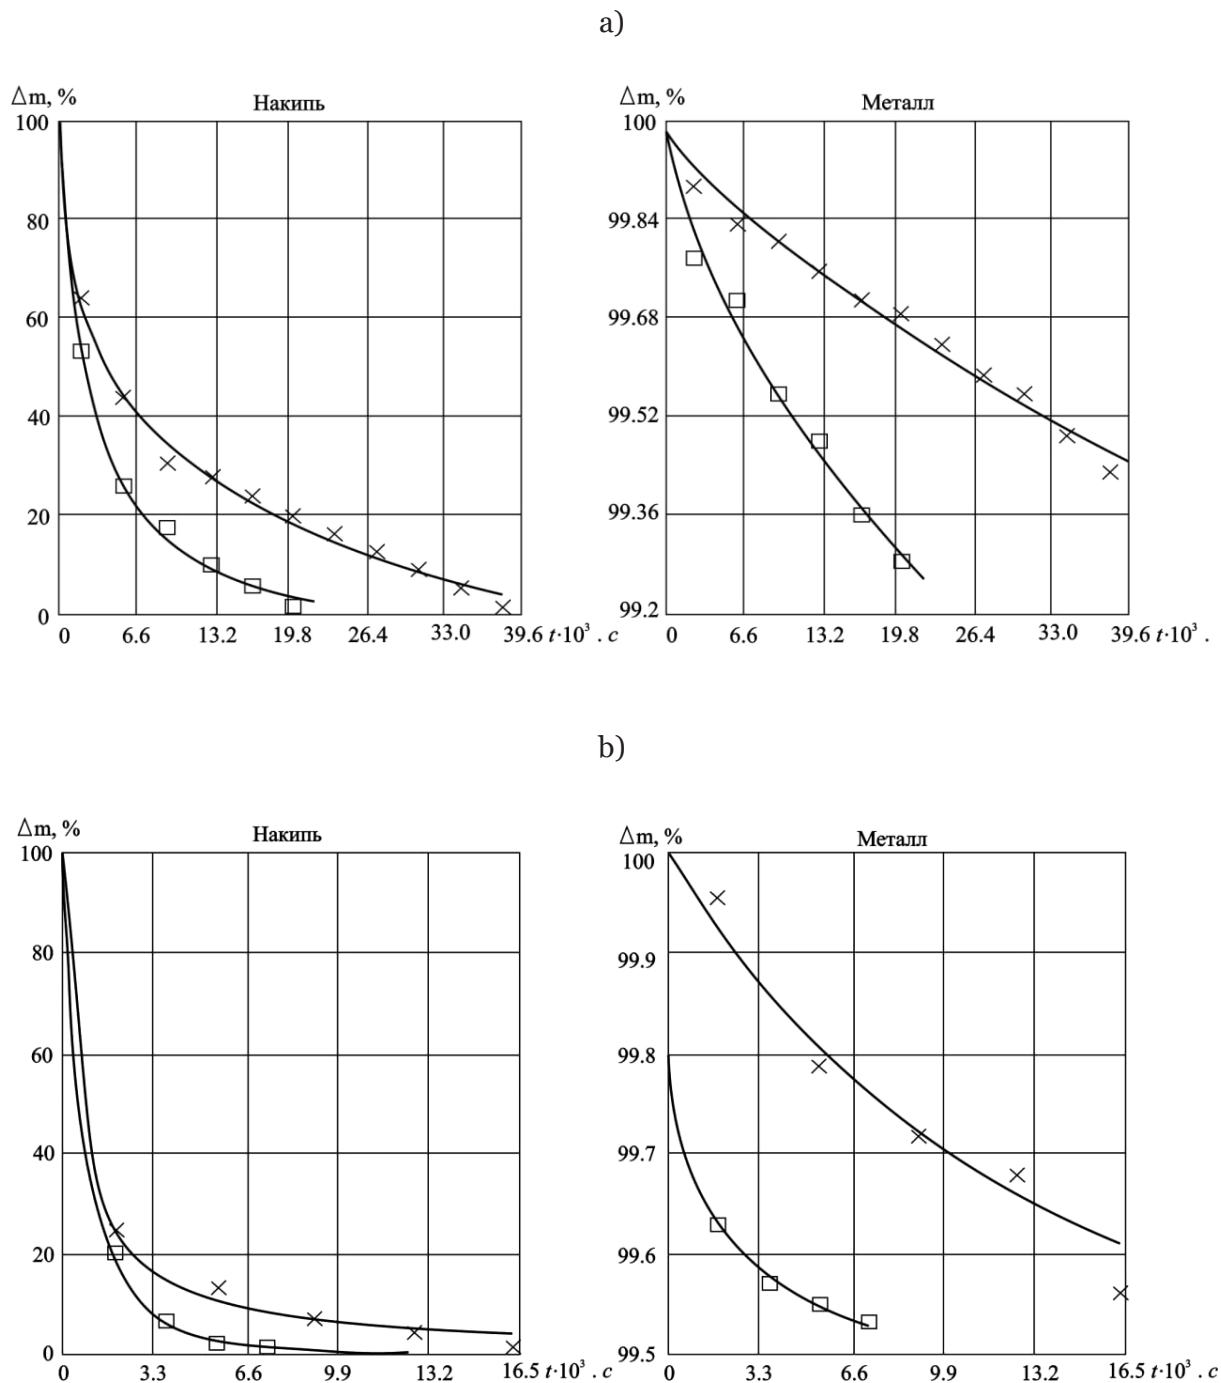 a)
Δm, %
Накипь
100
80
60
40
20
0
0 6.6 13.2 19.8 26.4 33.0 39.6 t·10³ . c
Δm, %
Металл
100
99.84
99.68
99.52
99.36
99.2
0 6.6 13.2 19.8 26.4 33.0 39.6 t·10³ .
b)
Δm, %
Накипь
100
80
60
40
20
0
0 3.3 6.6 9.9 13.2 16.5 t·10³ . c
Δm, %
Металл
100
99.9
99.8
99.7
99.6
99.5
0 3.3 6.6 9.9 13.2 16.5 t·10³ . c